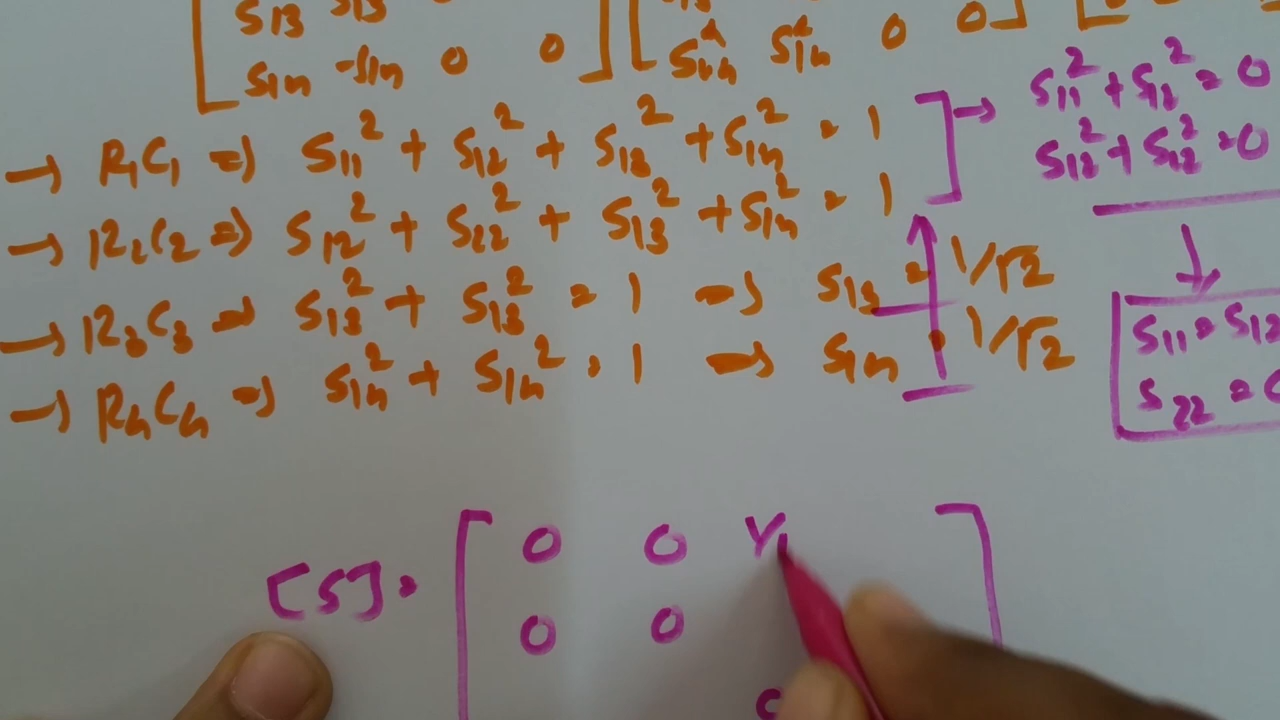 S13 S13
S14 -S14 0 0 S14* S14* 0 0
→ R1C1 ⇒ S11² + S12² + S13² + S14² = 1 → S11² + S12² = 0
S12² + S12² = 0
→ R2C2 ⇒ S12² + S22² + S13² + S14² = 1
→ R3C3 ⇒ S13² + S13² = 1 ⇒ S13 = 1/√2
→ R4C4 ⇒ S14² + S14² = 1 ⇒ S14 = 1/√2
S11 = S12
S22 =
[S] = 0 0 1/
0 0